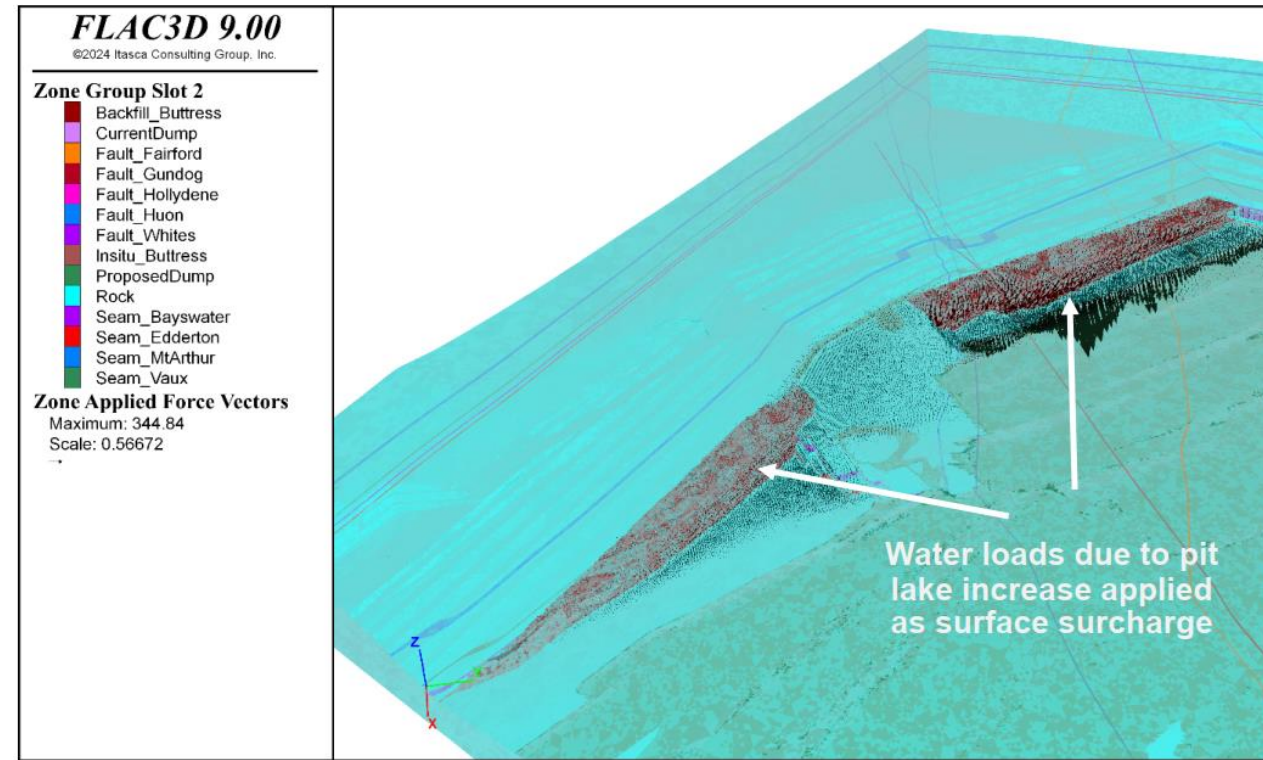 FLAC3D 9.00
©2024 Itasca Consulting Group, Inc.
Zone Group Slot 2
Backfill_Buttress
CurrentDump
Fault_Fairford
Fault_Gundog
Fault_Hollydene
Fault_Huon
Fault_Whites
Insitu_Buttress
ProposedDump
Rock
Seam_Bayswater
Seam_Edderton
Seam_MtArthur
Seam_Vaux
Zone Applied Force Vectors
Maximum: 344.84
Scale: 0.56672
Water loads due to pit
lake increase applied
as surface surcharge
Z
X